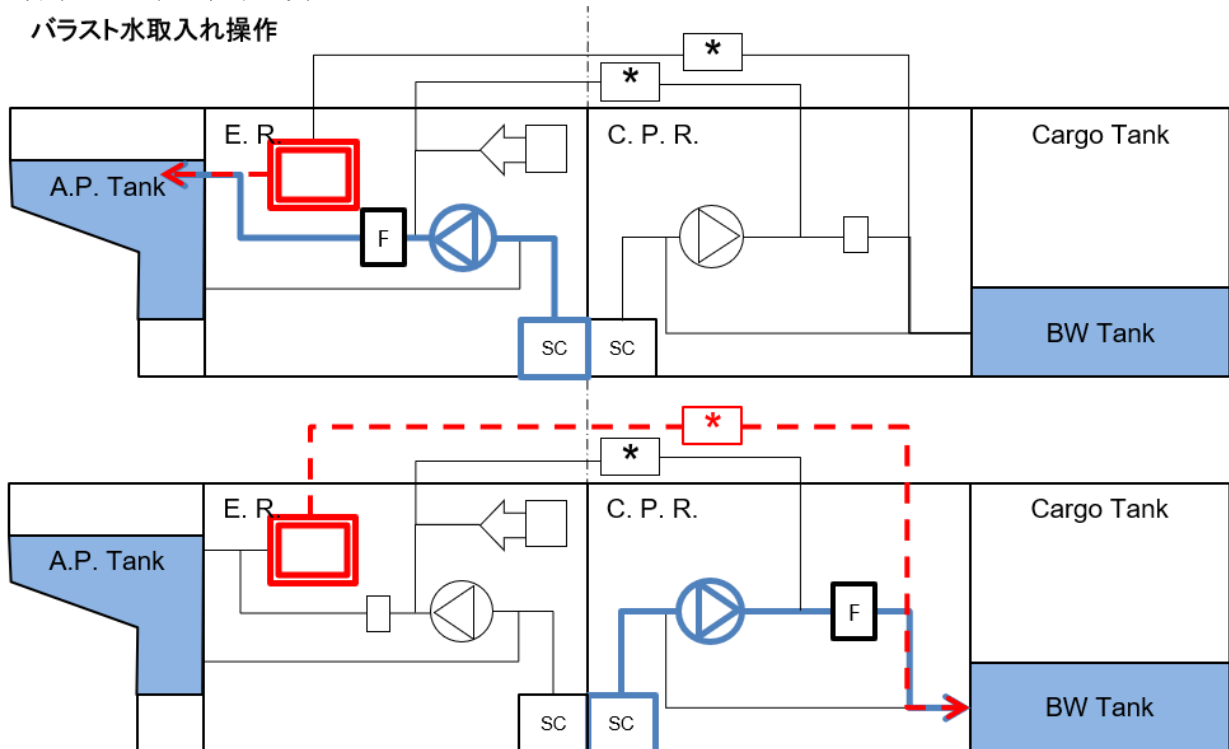 バラスト水取入れ操作
*
*
E. R.
C. P. R.
Cargo Tank
A.P. Tank
F
SC
SC
BW Tank
*
*
E. R.
C. P. R.
Cargo Tank
A.P. Tank
F
SC
SC
BW Tank